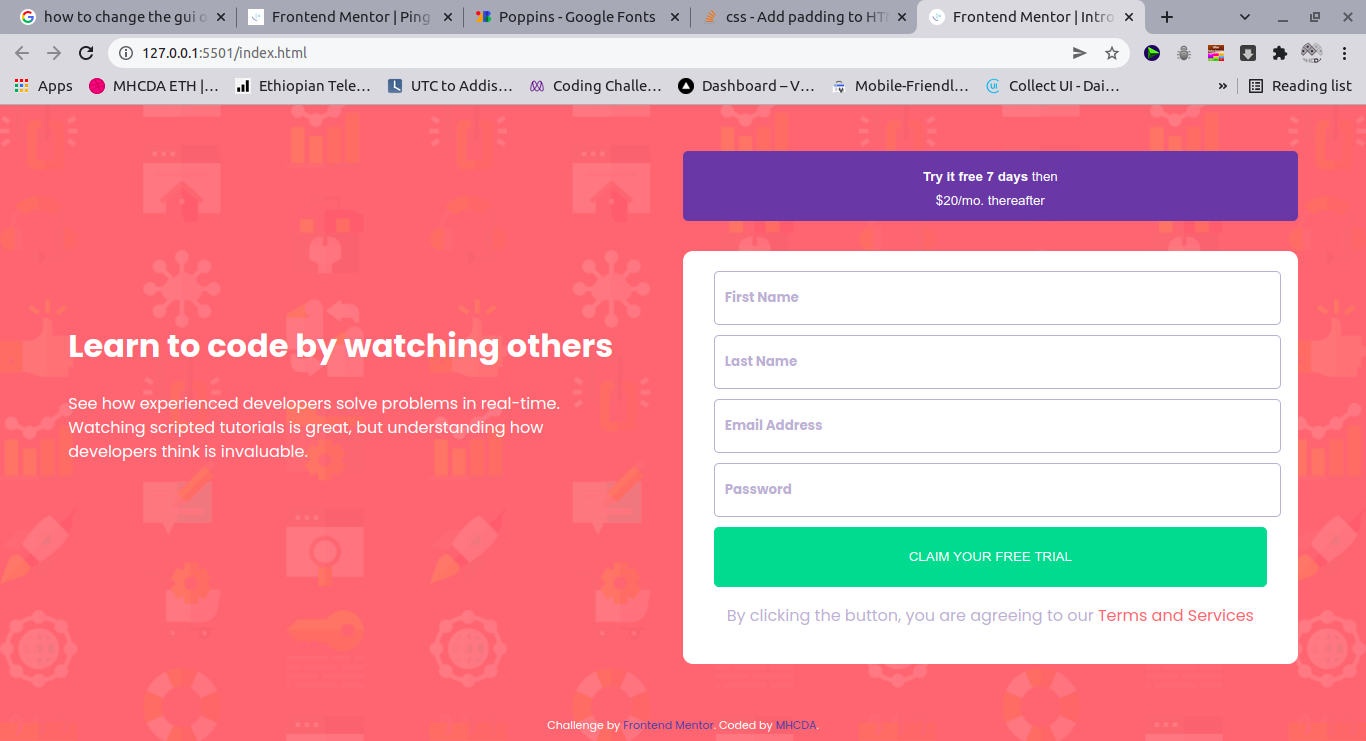 how to change the gui o
Frontend Mentor | Ping
Poppins - Google Fonts
css - Add padding to HT
Frontend Mentor | Intro
127.0.0.1:5501/index.html
Apps
MHCDA ETH |...
Ethiopian Tele...
UTC to Addis...
Coding Challe...
Dashboard – V...
Mobile-Friendl...
Collect UI - Dai...
»
Reading list
Try it free 7 days then
$20/mo. thereafter
Learn to code by watching others
See how experienced developers solve problems in real-time.
Watching scripted tutorials is great, but understanding how
developers think is invaluable.
First Name
Last Name
Email Address
Password
CLAIM YOUR FREE TRIAL
By clicking the button, you are agreeing to our Terms and Services
Challenge by Frontend Mentor. Coded by MHCDA.